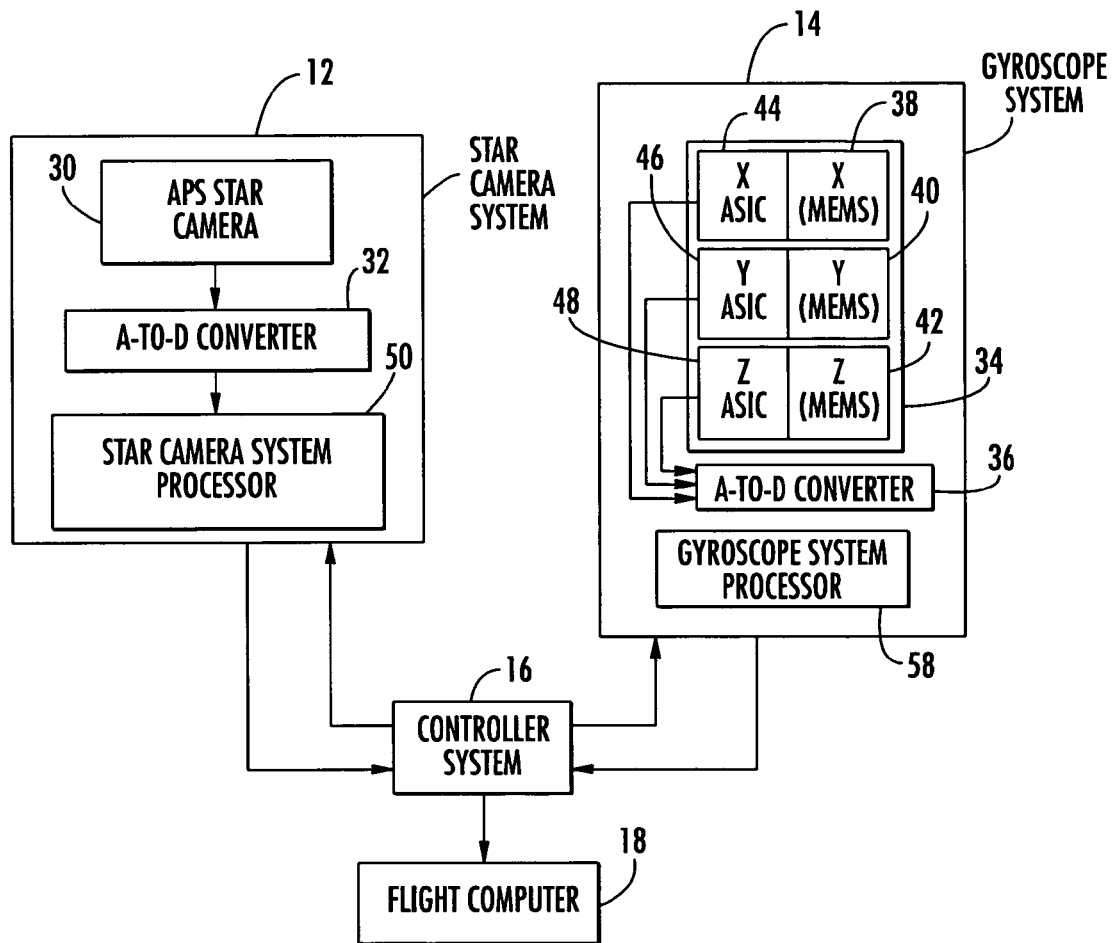 12
STAR
CAMERA
SYSTEM
30
APS STAR
CAMERA
32
A-TO-D CONVERTER
50
STAR CAMERA SYSTEM
PROCESSOR
14
GYROSCOPE
SYSTEM
44
38
X
ASIC
X
(MEMS)
46
40
Y
ASIC
Y
(MEMS)
48
42
Z
ASIC
Z
(MEMS)
34
36
A-TO-D CONVERTER
GYROSCOPE SYSTEM
PROCESSOR
58
16
CONTROLLER
SYSTEM
18
FLIGHT COMPUTER